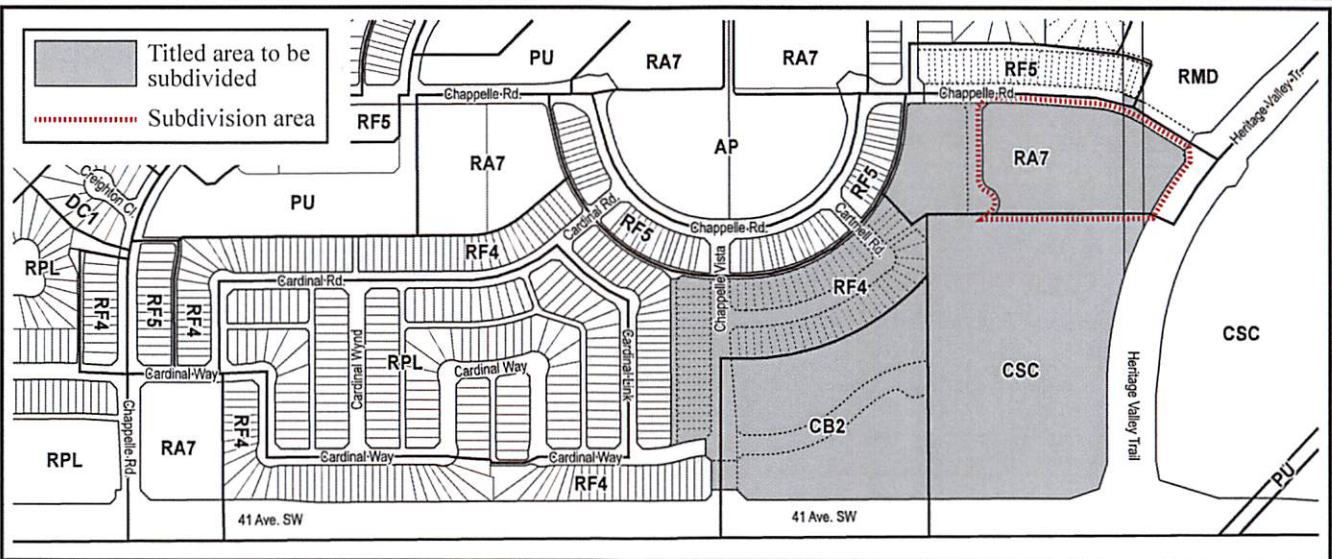 Titled area to be
subdivided
Subdivision area
PU
RA7
RA7
RF5
RMD
Chappelle Rd.
Chappelle Rd.
Heritage Valley Tr.
RF5
AP
RA7
RA7
RF5
Creighton Cl.
DC1
PU
Cardinal Rd.
RF5
Chappelle Rd.
Cartnell Rd.
RF4
RPL
Cardinal Rd.
Chappelle Vista
RF4
RF4
RF5
RF4
Cardinal Wynd
RPL
Cardinal Way
Cardinal Link
CSC
CSC
Heritage Valley Trail
Cardinal Way
Chappelle Rd.
RA7
RF4
CB2
RPL
Cardinal Way
Cardinal Way
RF4
PU
41 Ave. SW
41 Ave. SW